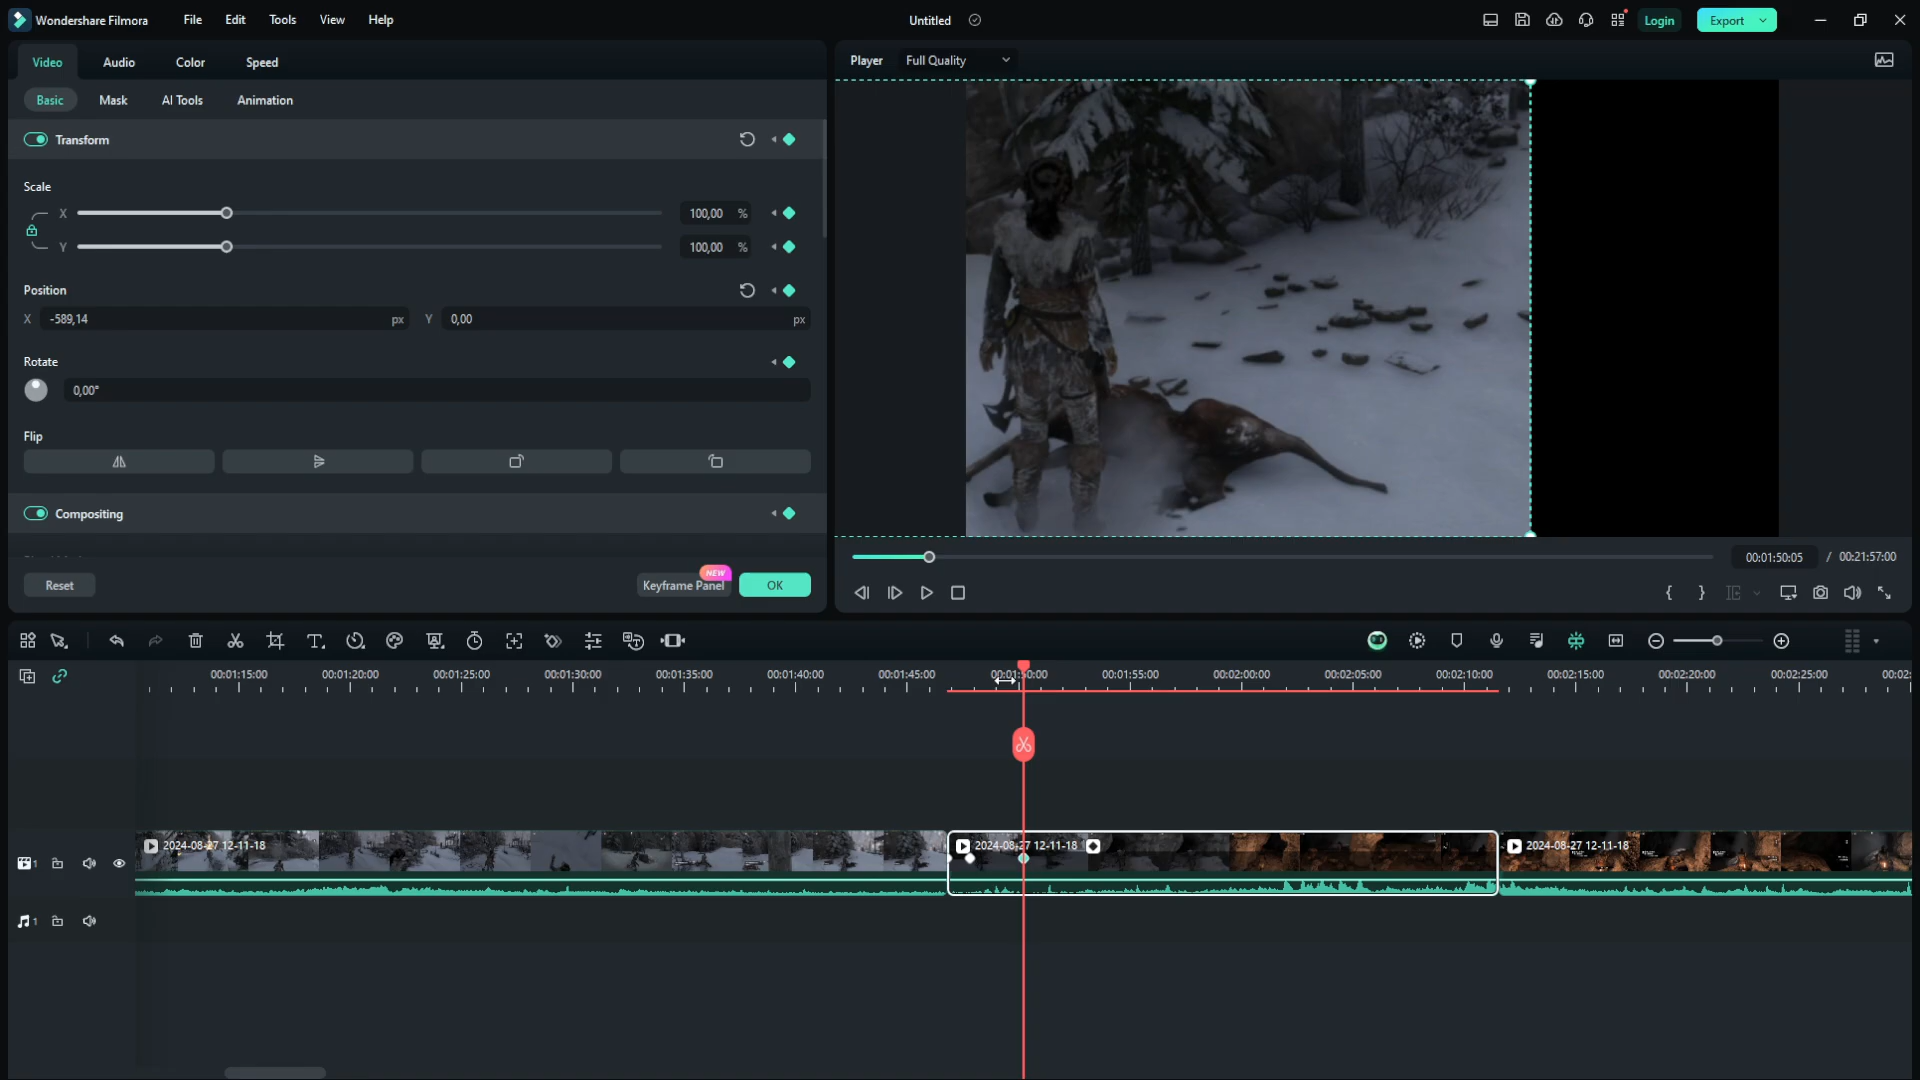 Wondershare Filmora File Edit Tools View Help Untitled Login Export
Video Audio Color Speed
Player Full Quality
Basic Mask AI Tools Animation
Transform
Scale
X 100,00 %
Y 100,00 %
Position
X -589,14 px Y 0,00 px
Rotate
0,00°
Flip
Compositing
00:01:50:05 / 00:21:57:00
NEW
Reset Keyframe Panel OK
00:01:15:00 00:01:20:00 00:01:25:00 00:01:30:00 00:01:35:00 00:01:40:00 00:01:45:00 00:01:50:00 00:01:55:00 00:02:00:00 00:02:05:00 00:02:10:00 00:02:15:00 00:02:20:00 00:02:25:00 00:02:
2024-08-27 12-11-18 2024-08-27 12-11-18 2024-08-27 12-11-18
1
1